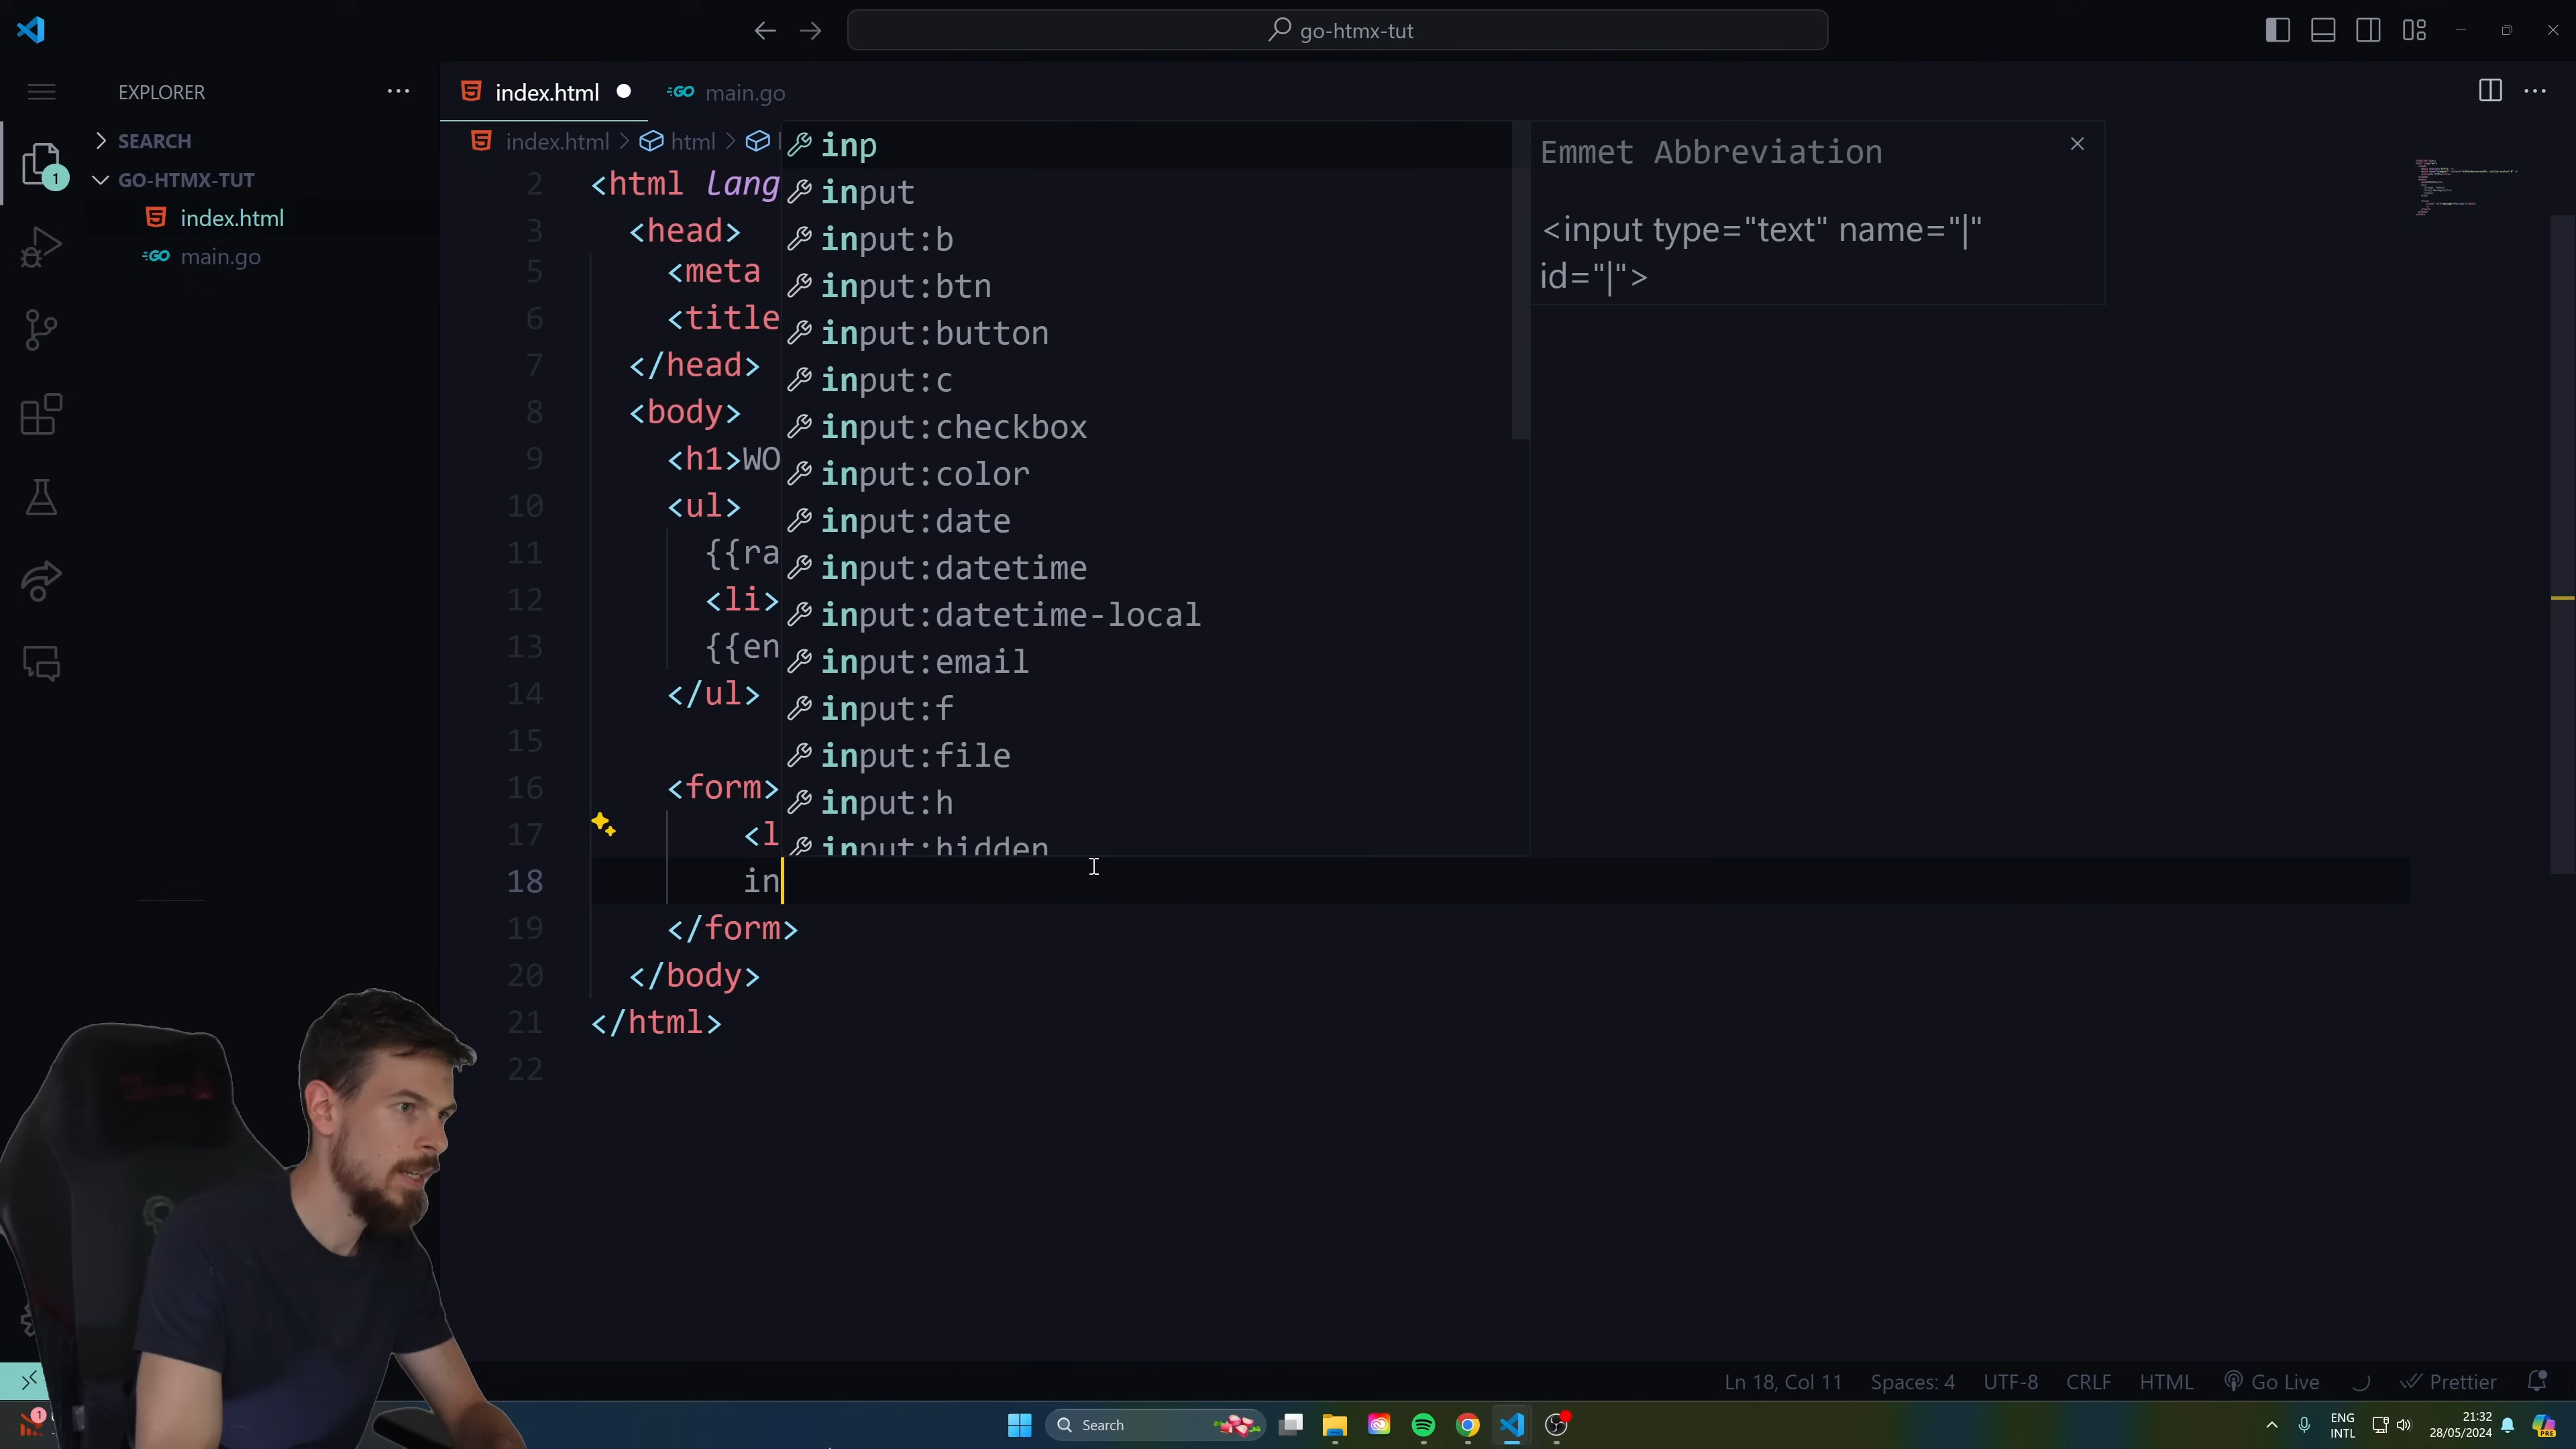 go-htmx-tut
EXPLORER
SEARCH
GO-HTMX-TUT
index.html
main.go
1
index.html
main.go
index.html > html >
2 <html lang
3 <head>
5 <meta
6 <title
7 </head>
8 <body>
9 <h1>WO
10 <ul>
11 {{ra
12 <li>
13 {{en
14 </ul>
15
16 <form>
17 <l
18 in
19 </form>
20 </body>
21 </html>
22
inp
input
input:b
input:btn
input:button
input:c
input:checkbox
input:color
input:date
input:datetime
input:datetime-local
input:email
input:f
input:file
input:h
input:hidden
Emmet Abbreviation
<input type="text" name="|"
id="|">
Ln 18, Col 11 Spaces: 4 UTF-8 CRLF HTML Go Live Prettier
1
Search
ENG
INTL
21:32
28/05/2024
PRE